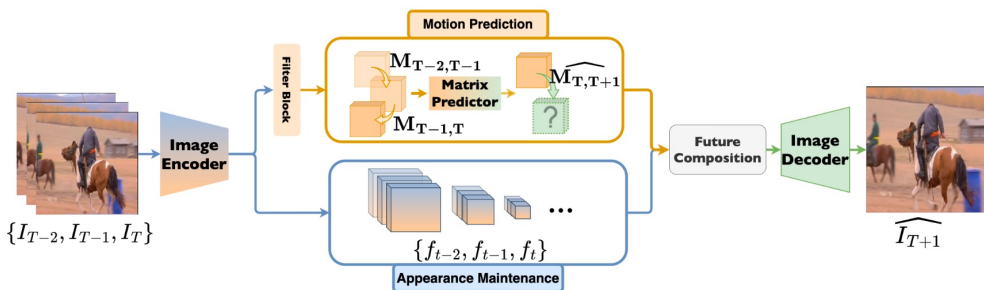 Motion Prediction
Filter Block
M_{T-2,T-1}
Matrix
Predictor
\widehat{M_{T,T+1}}
?
M_{T-1,T}
Image
Encoder
Future
Composition
Image
Decoder
{I_{T-2}, I_{T-1}, I_T}
...
{f_{t-2}, f_{t-1}, f_t}
\widehat{I_{T+1}}
Appearance Maintenance